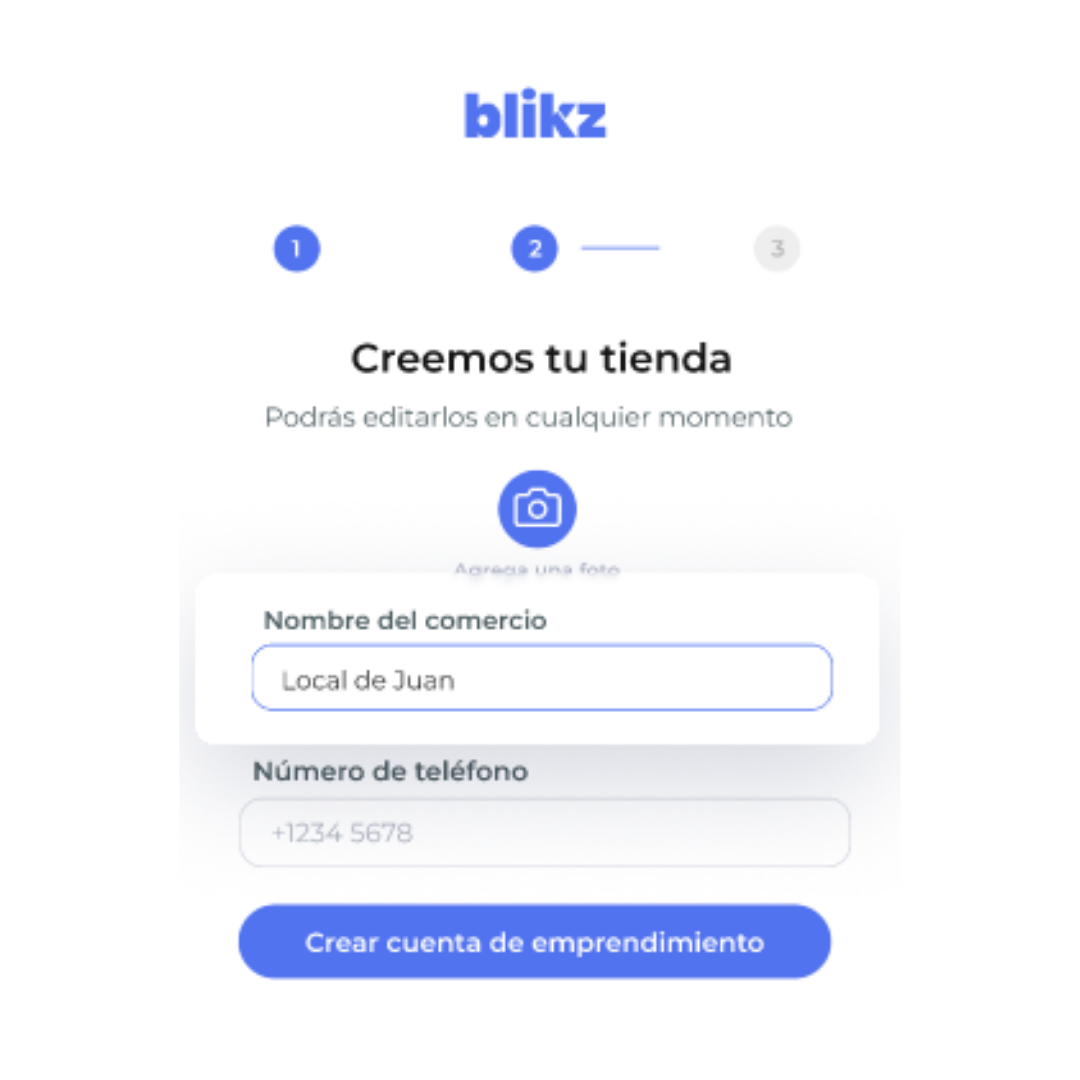 blikz
1 2 3
Creemos tu tienda
Podrás editarlos en cualquier momento
Agrega una foto
Nombre del comercio
Local de Juan
Número de teléfono
+1234 5678
Crear cuenta de emprendimiento